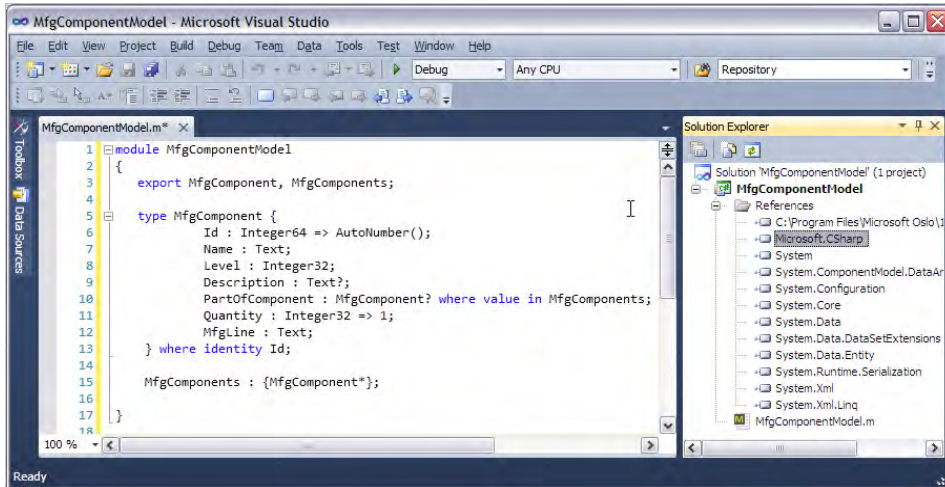 MfgComponentModel - Microsoft Visual Studio
File Edit View Project Build Debug Team Data Tools Test Window Help
Debug Any CPU Repository
MfgComponentModel.m* ×
Toolbox
Data Sources
1 module MfgComponentModel
2 {
3 export MfgComponent, MfgComponents;
4
5 type MfgComponent {
6 Id : Integer64 => AutoNumber();
7 Name : Text;
8 Level : Integer32;
9 Description : Text?;
10 PartOfComponent : MfgComponent? where value in MfgComponents;
11 Quantity : Integer32 => 1;
12 MfgLine : Text;
13 } where identity Id;
14
15 MfgComponents : {MfgComponent*};
16
17 }
18
100 %
Solution Explorer
Solution 'MfgComponentModel' (1 project)
MfgComponentModel
References
C:\Program Files\Microsoft Oslo\1
Microsoft.CSharp
System
System.ComponentModel.DataAr
System.Configuration
System.Core
System.Data
System.Data.DataSetExtensions
System.Data.Entity
System.Runtime.Serialization
System.Xml
System.Xml.Linq
MfgComponentModel.m
Ready